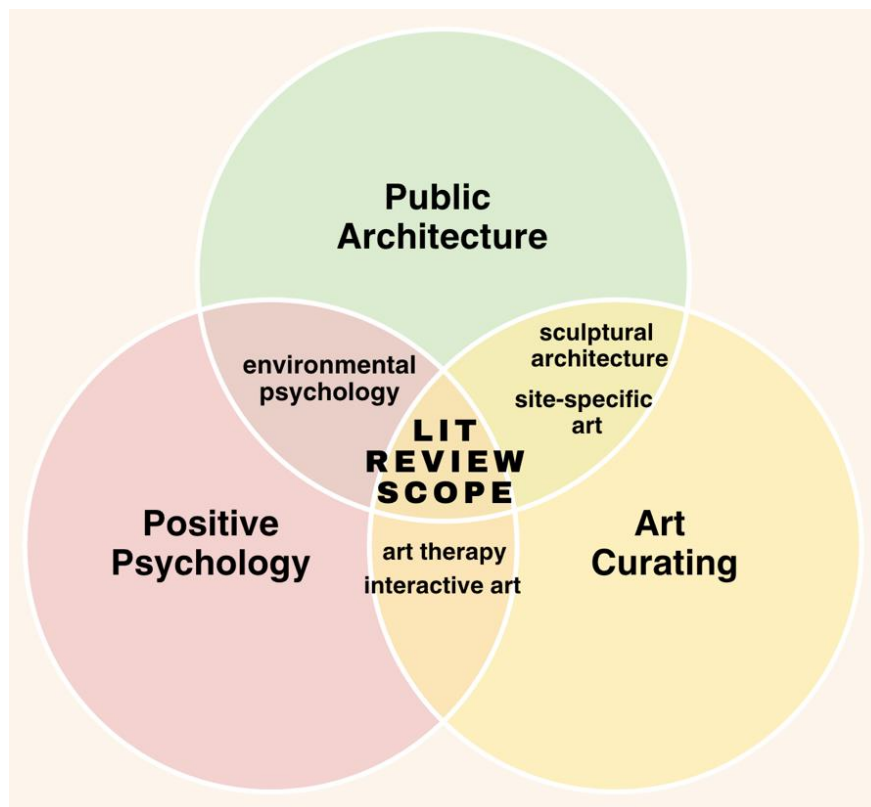 Public
Architecture
sculptural
architecture
environmental
psychology
site-specific
art
LIT
REVIEW
SCOPE
Positive
Psychology
Art
Curating
art therapy
interactive art